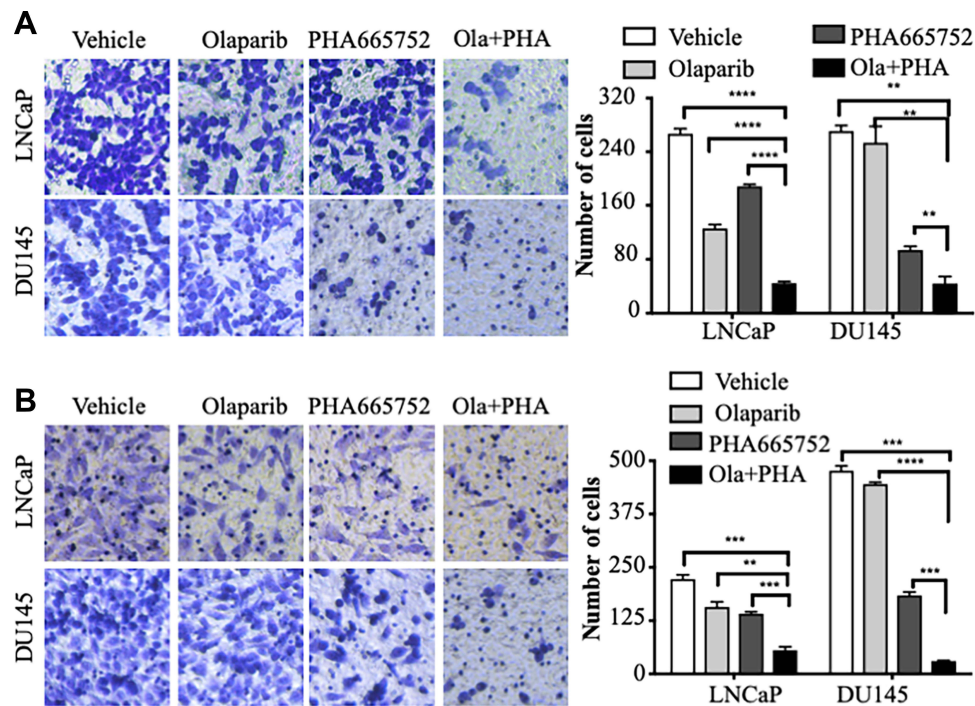 A
Vehicle Olaparib PHA665752 Ola+PHA
LNCaP
DU145
Vehicle
Olaparib
PHA665752
Ola+PHA
Number of cells
320
240
160
80
0
****
****
****
**
**
**
LNCaP DU145
B
Vehicle Olaparib PHA665752 Ola+PHA
LNCaP
DU145
Vehicle
Olaparib
PHA665752
Ola+PHA
Number of cells
500
375
250
125
0
***
**
***
***
****
***
LNCaP DU145